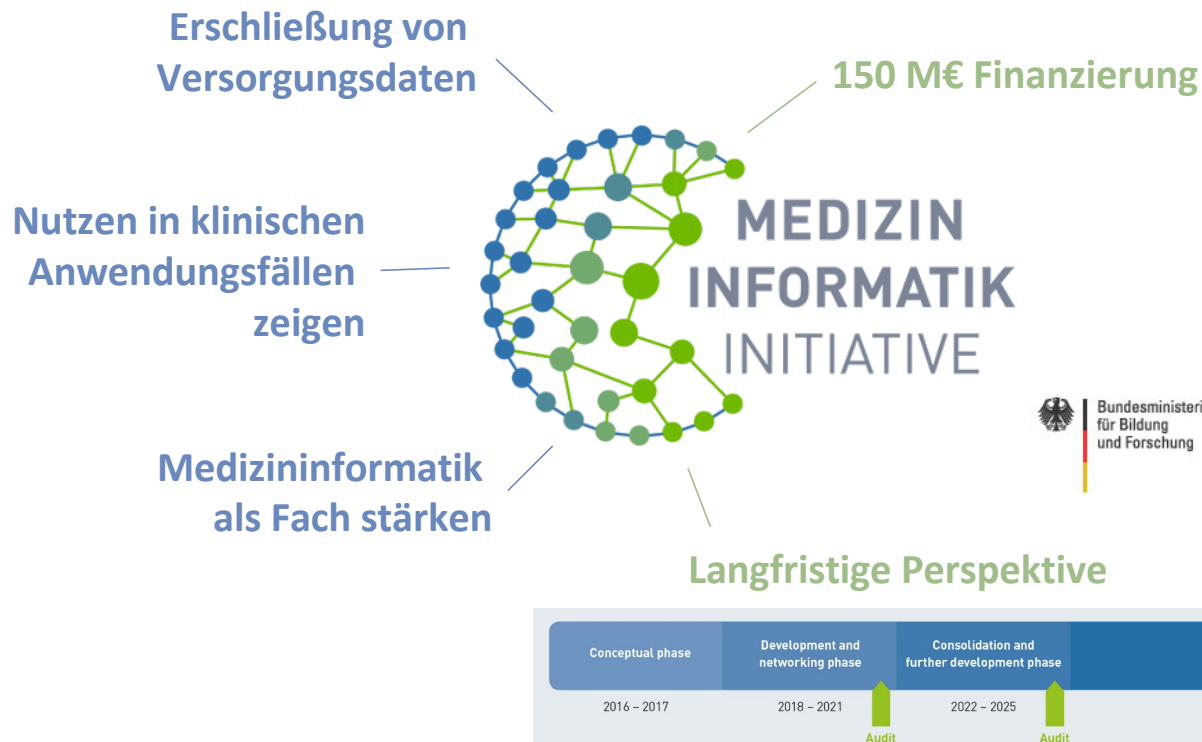 Erschließung von
Versorgungsdaten
150 M€ Finanzierung
Nutzen in klinischen
Anwendungsfällen
zeigen
MEDIZIN
INFORMATIK
INITIATIVE
Bundesministeri
für Bildung
und Forschung
Medizininformatik
als Fach stärken
Langfristige Perspektive
Conceptual phase
Development and
networking phase
Consolidation and
further development phase
2016 – 2017
2018 – 2021
2022 – 2025
Audit
Audit